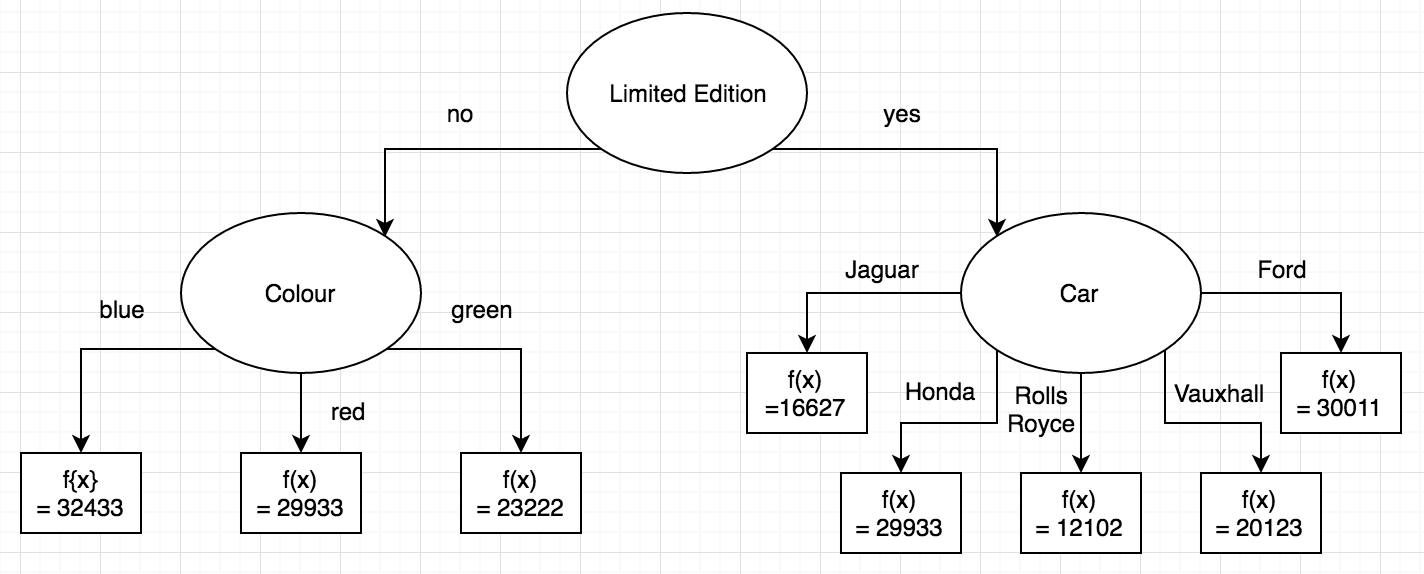 Limited Edition
no
yes
Colour
Car
blue
green
red
Jaguar
Ford
Honda
Rolls
Royce
Vauxhall
f{x}
= 32433
f(x)
= 29933
f(x)
= 23222
f(x)
=16627
f(x)
= 29933
f(x)
= 12102
f(x)
= 20123
f(x)
= 30011